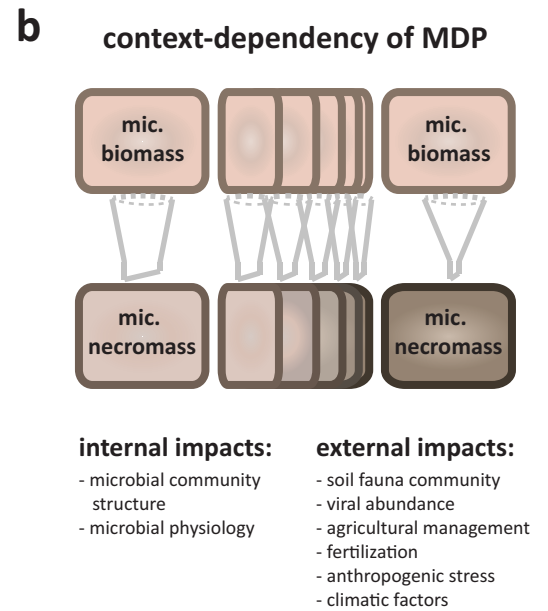 b
context-dependency of MDP
mic.
biomass
mic.
biomass
mic.
necromass
mic.
necromass
internal impacts:
- microbial community
structure
- microbial physiology
external impacts:
- soil fauna community
- viral abundance
- agricultural management
- fertilization
- anthropogenic stress
- climatic factors